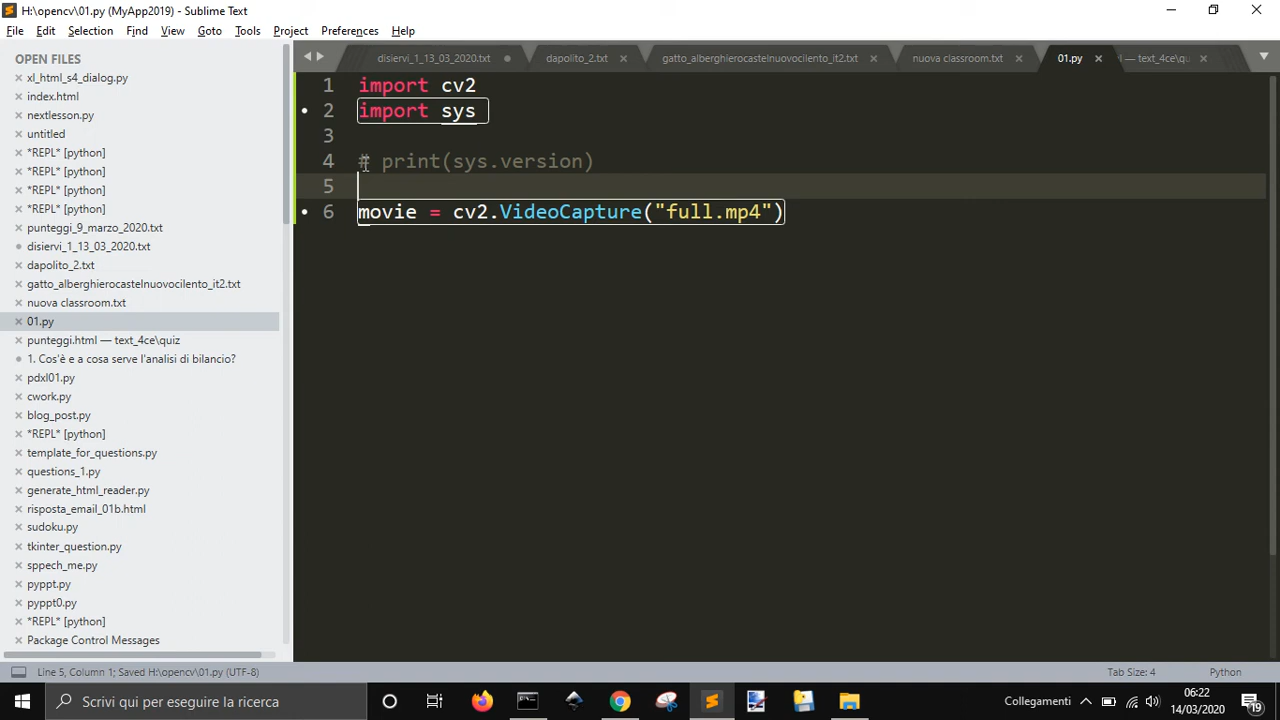 H:\opencv\01.py (MyApp2019) - Sublime Text
File Edit Selection Find View Goto Tools Project Preferences Help
OPEN FILES
xl_html_s4_dialog.py
index.html
nextlesson.py
untitled
*REPL* [python]
*REPL* [python]
*REPL* [python]
*REPL* [python]
punteggi_9_marzo_2020.txt
disiervi_1_13_03_2020.txt
dapolito_2.txt
gatto_alberghierocastelnuovocilento_it2.txt
nuova classroom.txt
01.py
punteggi.html — text_4ce\quiz
1. Cos'è e a cosa serve l'analisi di bilancio?
pdxl01.py
cwork.py
blog_post.py
*REPL* [python]
template_for_questions.py
questions_1.py
generate_html_reader.py
risposta_email_01b.html
sudoku.py
tkinter_question.py
sppech_me.py
pyppt.py
pyppt0.py
*REPL* [python]
Package Control Messages
disiervi_1_13_03_2020.txt dapolito_2.txt gatto_alberghierocastelnuovocilento_it2.txt nuova classroom.txt 01.py l — text_4ce\qu
1 import cv2
2 import sys
3
4 # print(sys.version)
5
6 movie = cv2.VideoCapture("full.mp4")
Line 5, Column 1; Saved H:\opencv\01.py (UTF-8) Tab Size: 4 Python
Scrivi qui per eseguire la ricerca
Collegamenti
06:22
14/03/2020
19